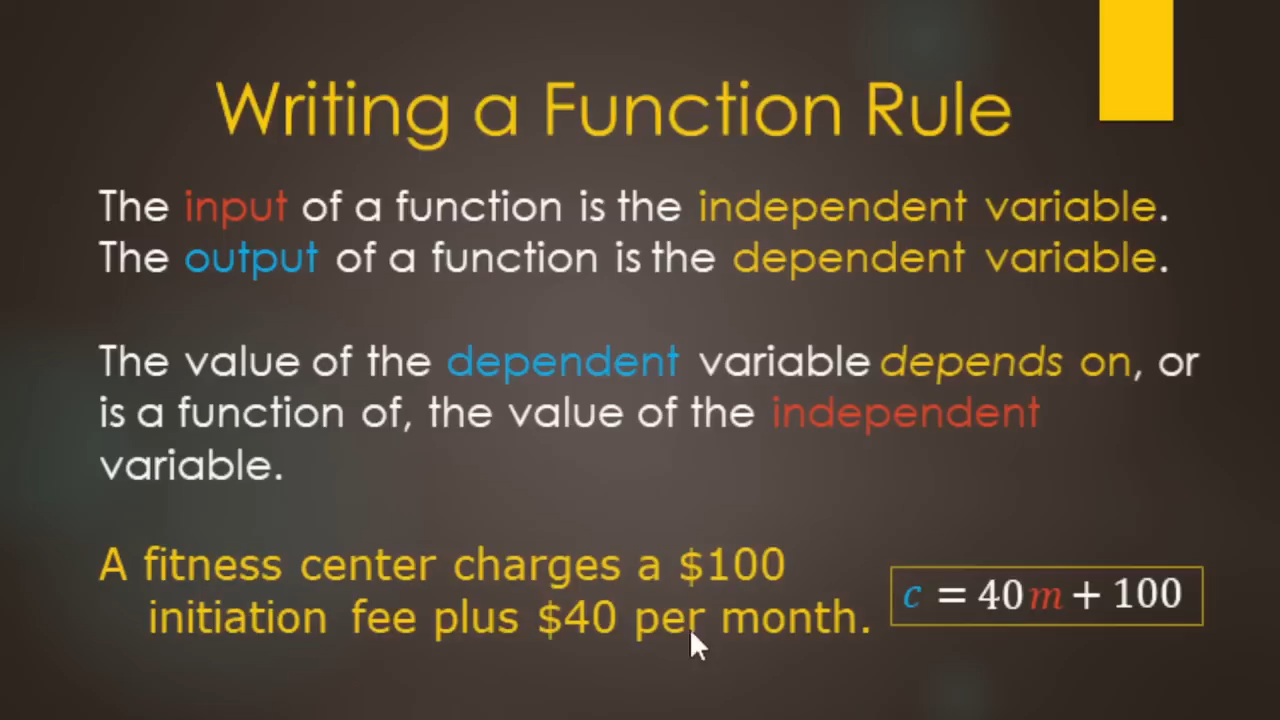 Writing a Function Rule
The input of a function is the independent variable.
The output of a function is the dependent variable.
The value of the dependent variable depends on, or
is a function of, the value of the independent
variable.
A fitness center charges a $100
initiation fee plus $40 per month.
c = 40m + 100